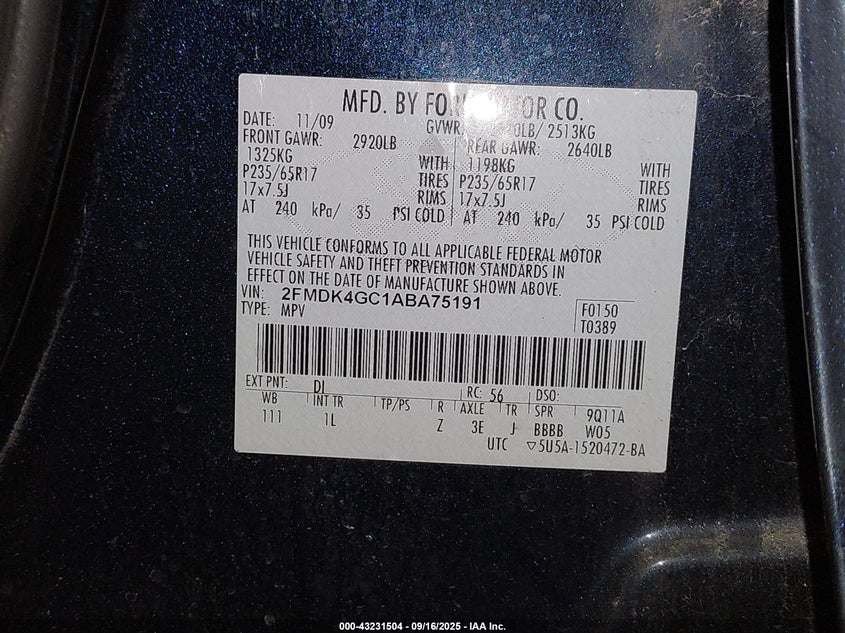 MFD. BY FORD MOTOR CO.
DATE: 11/09 GVWR: 0LB/ 2513KG
FRONT GAWR: 2920LB REAR GAWR: 2640LB
1325KG WITH 1198KG WITH
P235/65R17 TIRES P235/65R17 TIRES
17x7.5J RIMS 17x7.5J RIMS
AT 240 kPa/ 35 PSI COLD AT 240 kPa/ 35 PSI COLD
THIS VEHICLE CONFORMS TO ALL APPLICABLE FEDERAL MOTOR
VEHICLE SAFETY AND THEFT PREVENTION STANDARDS IN
EFFECT ON THE DATE OF MANUFACTURE SHOWN ABOVE.
VIN: 2FMDK4GC1ABA75191 F0150
TYPE: MPV T0389
EXT PNT: DI RC: 56 DSO:
WB INT TR TP/PS R AXLE TR SPR 9Q11A
111 1L Z 3E J BBBB W05
UTC ▽5U5A-1520472-BA
000-43231504 - 09/16/2025 - IAA Inc.